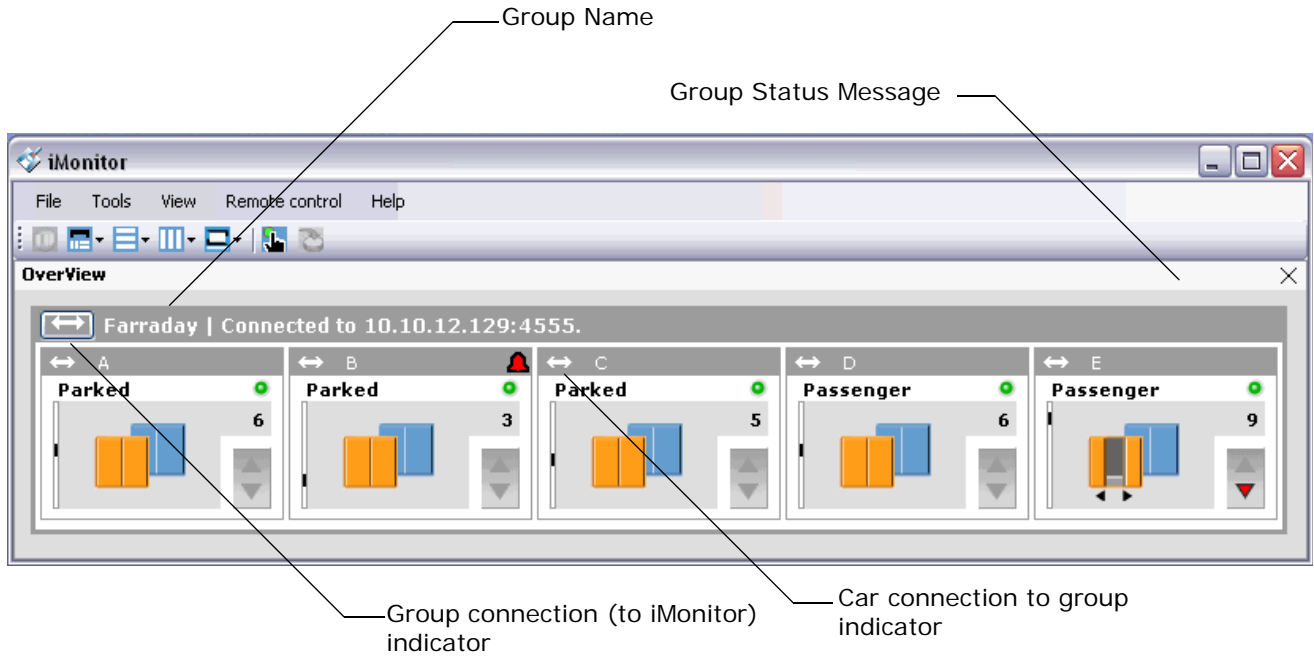 Group Name
Group Status Message
iMonitor
File Tools View Remote control Help
OverView
Farraday | Connected to 10.10.12.129:4555.
A B C D E
Parked Parked Parked Passenger Passenger
6 3 5 6 9
Group connection (to iMonitor)
indicator
Car connection to group
indicator